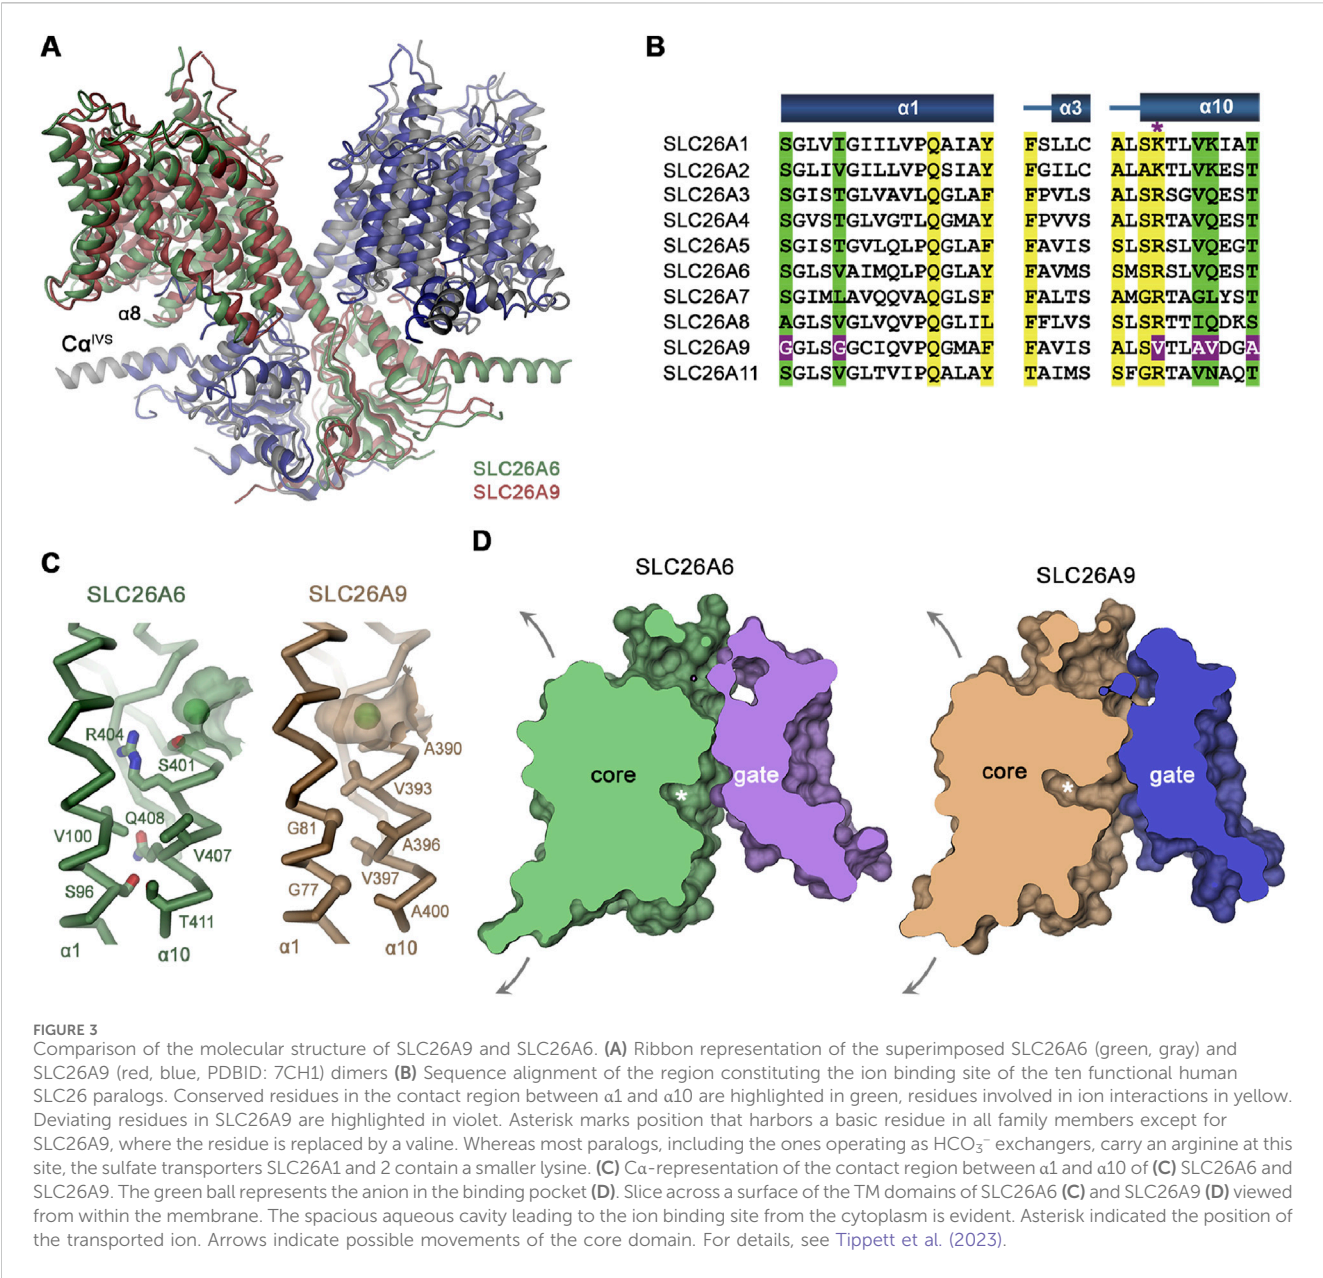 A
α8
Cα^IVS
SLC26A6
SLC26A9
B
α1 α3 α10
*
SLC26A1 SGLVIGIILVPQAIAY FSLLC ALSKTLVKIAT
SLC26A2 SGLIVGILLVPQSIAY FGILC ALAKTLVKEST
SLC26A3 SGISTGLVAVLQGLAY FPVLS ALSRSGVQEST
SLC26A4 SGVSTGLVGTLQGMAY FPVVS ALSRTAVQEST
SLC26A5 SGISTGVLQLPQGLAF FAVIS SLSRSLVQEGT
SLC26A6 SGLSVAIMQLPQGLAY FAVMS SMSRSLVQEST
SLC26A7 SGIMLAVQQVAQGLSF FALTS AMGRTAGLYST
SLC26A8 AGLSVGLVQVPQGLIL FFLVS SLSRTTIQDKS
SLC26A9 GGLSGGCIQVPQGMAF FAVIS ALSVTLAVDGA
SLC26A11 SGLSVGLTVIPQALAY TAIMS SFGRTAVNAQT
C
SLC26A6
R404
S401
Q408
V100
V407
S96
T411
α1
α10
SLC26A9
A390
V393
G81
A396
V397
G77
A400
α1
α10
D
SLC26A6
core
gate
*
SLC26A9
core
gate
*
FIGURE 3
Comparison of the molecular structure of SLC26A9 and SLC26A6. (A) Ribbon representation of the superimposed SLC26A6 (green, gray) and
SLC26A9 (red, blue, PDBID: 7CH1) dimers (B) Sequence alignment of the region constituting the ion binding site of the ten functional human
SLC26 paralogs. Conserved residues in the contact region between α1 and α10 are highlighted in green, residues involved in ion interactions in yellow.
Deviating residues in SLC26A9 are highlighted in violet. Asterisk marks position that harbors a basic residue in all family members except for
SLC26A9, where the residue is replaced by a valine. Whereas most paralogs, including the ones operating as HCO₃⁻ exchangers, carry an arginine at this
site, the sulfate transporters SLC26A1 and 2 contain a smaller lysine. (C) Cα-representation of the contact region between α1 and α10 of (C) SLC26A6 and
SLC26A9. The green ball represents the anion in the binding pocket (D). Slice across a surface of the TM domains of SLC26A6 (C) and SLC26A9 (D) viewed
from within the membrane. The spacious aqueous cavity leading to the ion binding site from the cytoplasm is evident. Asterisk indicated the position of
the transported ion. Arrows indicate possible movements of the core domain. For details, see Tippett et al. (2023).